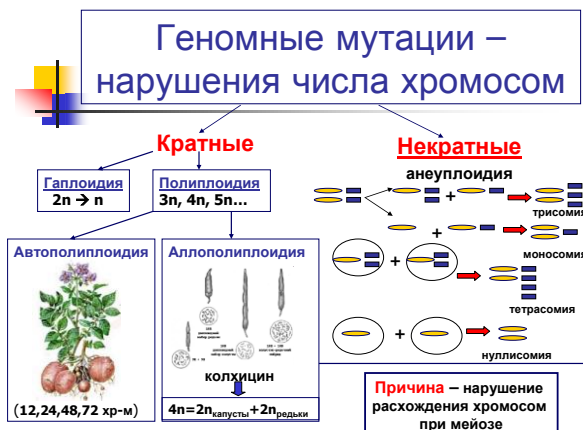 Геномные мутации –
нарушения числа хромосом
Кратные
Некратные
Гаплоидия
2n → n
Полиплоидия
3n, 4n, 5n…
анеуплоидия
+
трисомия
+
моносомия
+
тетрасомия
+
нуллисомия
Автополиплоидия
(12,24,48,72 хр-м)
Аллополиплоидия
колхицин
4n=2nкапусты+2nредьки
Причина – нарушение
расхождения хромосом
при мейозе